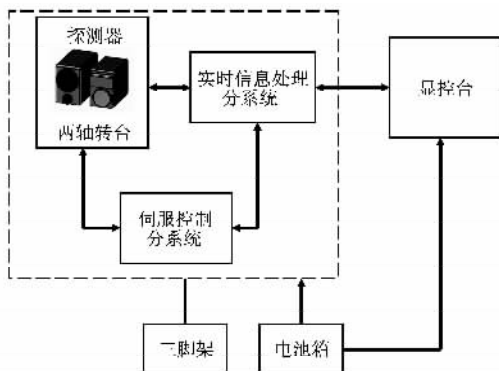 探测器
实时信息处理
分系统
显控台
两轴转台
伺服控制
分系统
三脚架
电池箱